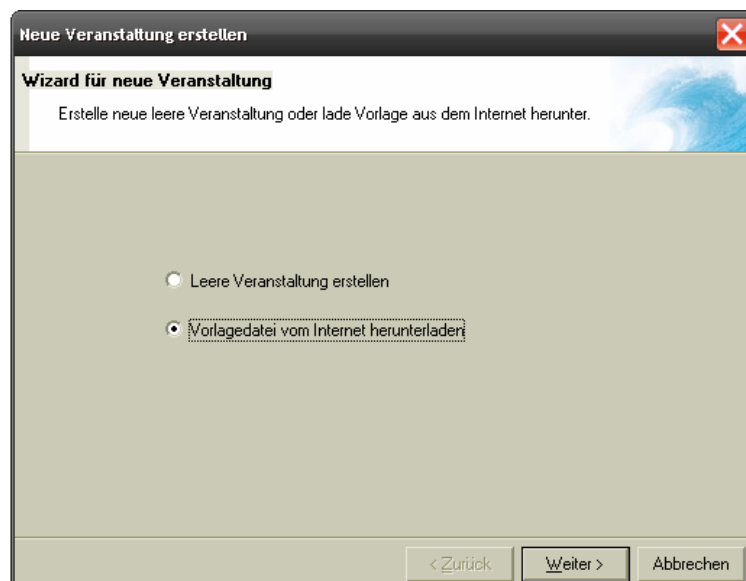 Neue Veranstaltung erstellen
Wizard für neue Veranstaltung
Erstelle neue leere Veranstaltung oder lade Vorlage aus dem Internet herunter.
Leere Veranstaltung erstellen
Vorlagedatei vom Internet herunterladen
< Zurück
Weiter >
Abbrechen